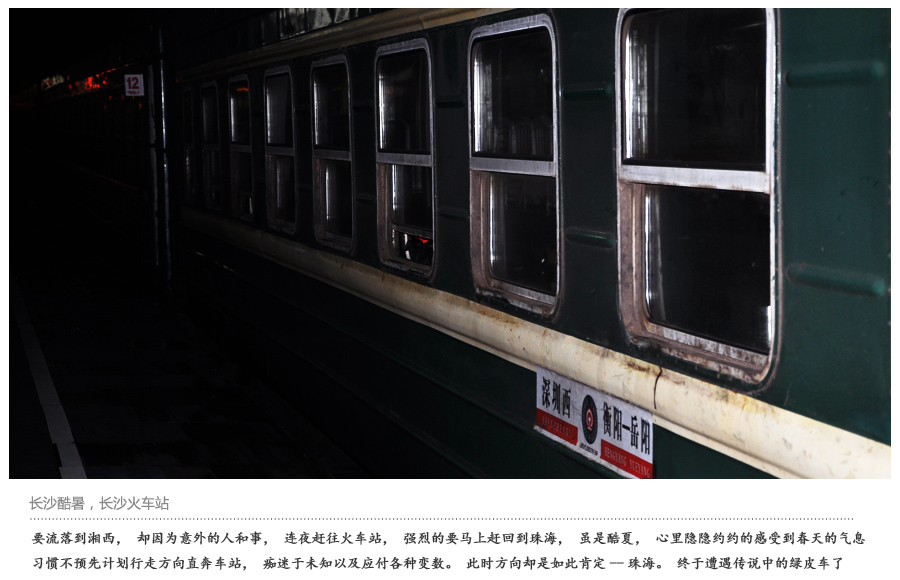 12
深圳西
衡阳—岳阳
HENGYANG YUEYANG
长沙酷暑，长沙火车站
要流落到湘西， 却因为意外的人和事， 连夜赶往火车站， 强烈的要马上赶回到珠海， 虽是酷夏， 心里隐隐约约的感受到春天的气息
习惯不预先计划行走方向直奔车站， 痴迷于未知以及应付各种变数。 此时方向却是如此肯定 — 珠海。 终于遭遇传说中的绿皮车了